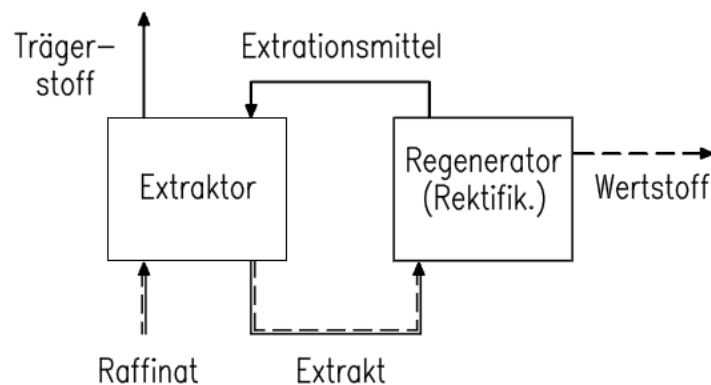 Träger-
stoff
Extrationsmittel
Extraktor
Regenerator
(Rektifik.)
Wertstoff
Raffinat
Extrakt